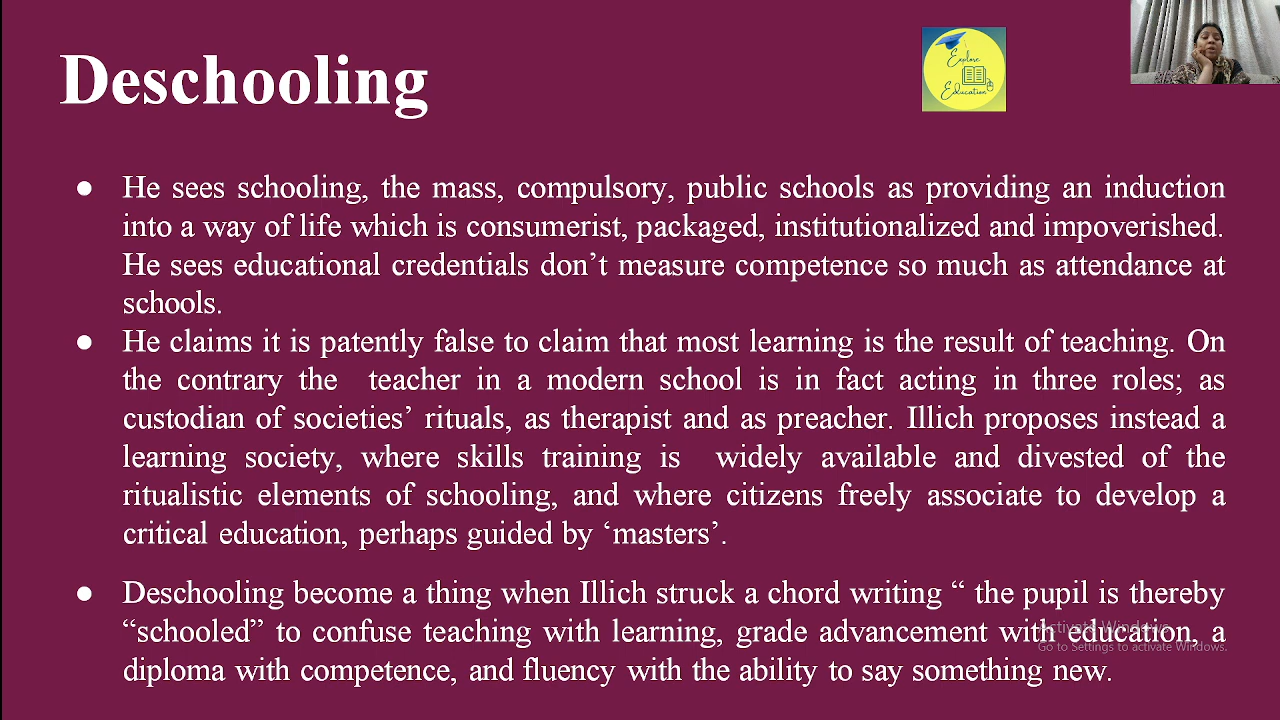 Deschooling
Explore
Education
● He sees schooling, the mass, compulsory, public schools as providing an induction
into a way of life which is consumerist, packaged, institutionalized and impoverished.
He sees educational credentials don’t measure competence so much as attendance at
schools.
● He claims it is patently false to claim that most learning is the result of teaching. On
the contrary the teacher in a modern school is in fact acting in three roles; as
custodian of societies’ rituals, as therapist and as preacher. Illich proposes instead a
learning society, where skills training is widely available and divested of the
ritualistic elements of schooling, and where citizens freely associate to develop a
critical education, perhaps guided by ‘masters’.
● Deschooling become a thing when Illich struck a chord writing “ the pupil is thereby
“schooled” to confuse teaching with learning, grade advancement with education, a
diploma with competence, and fluency with the ability to say something new.
Activate Windows
Go to Settings to activate Windows.